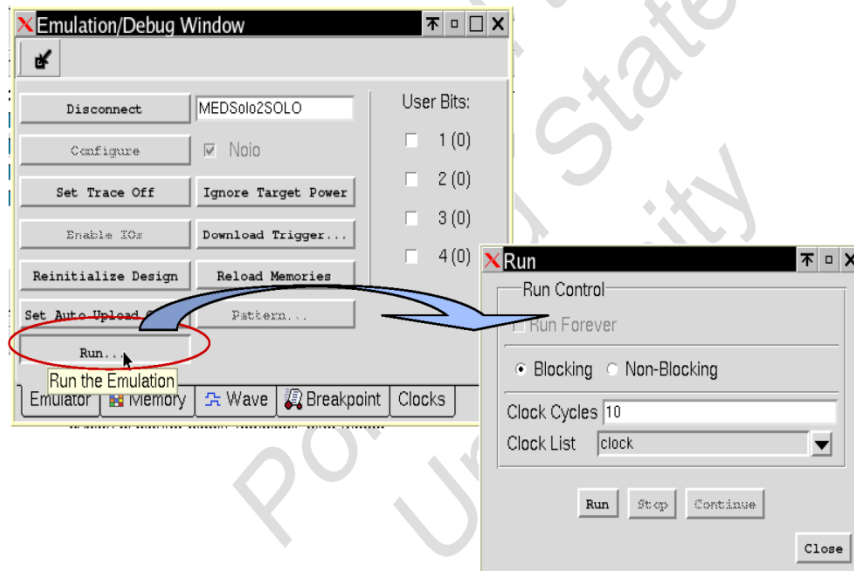 Emulation/Debug Window
Disconnect
MEDSolo2SOLO
User Bits:
Configure
Noio
1 (0)
Set Trace Off
Ignore Target Power
2 (0)
Enable IOs
Download Trigger...
3 (0)
4 (0)
Reinitialize Design
Reload Memories
Set Auto Upload
Pattern...
Run...
Run the Emulation
Emulator
Memory
Wave
Breakpoint
Clocks
Run
Run Control
Run Forever
Blocking
Non-Blocking
Clock Cycles 10
Clock List clock
Run
Stop
Continue
Close
State